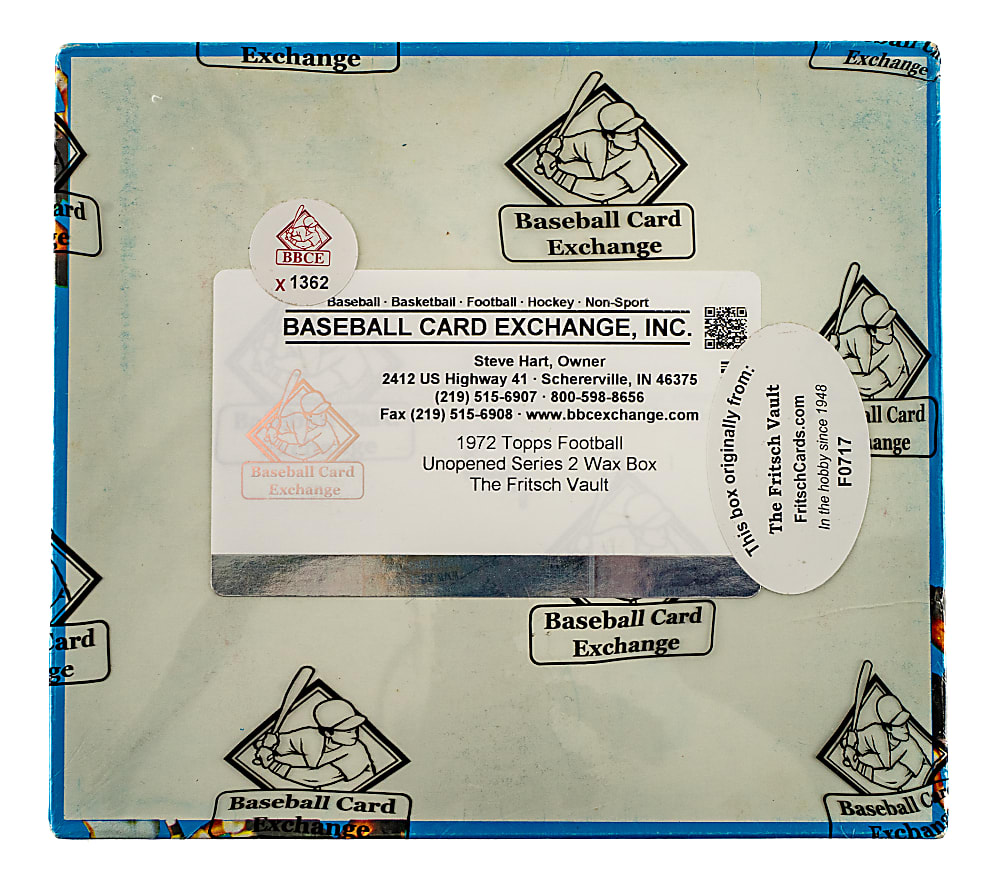 Exchange
Exchange
Baseball Card
Exchange
BBCE
X 1362
Baseball · Basketball · Football · Hockey · Non-Sport
BASEBALL CARD EXCHANGE, INC.
Steve Hart, Owner
2412 US Highway 41 · Schererville, IN 46375
(219) 515-6907 · 800-598-8656
Fax (219) 515-6908 · www.bbcexchange.com
1972 Topps Football
Unopened Series 2 Wax Box
The Fritsch Vault
Baseball Card
Exchange
This box originally from:
The Fritsch Vault
FritschCards.com
In the hobby since 1948
F0717
Card
Baseball Card
Exchange
Baseball Card
Exchange
Baseball